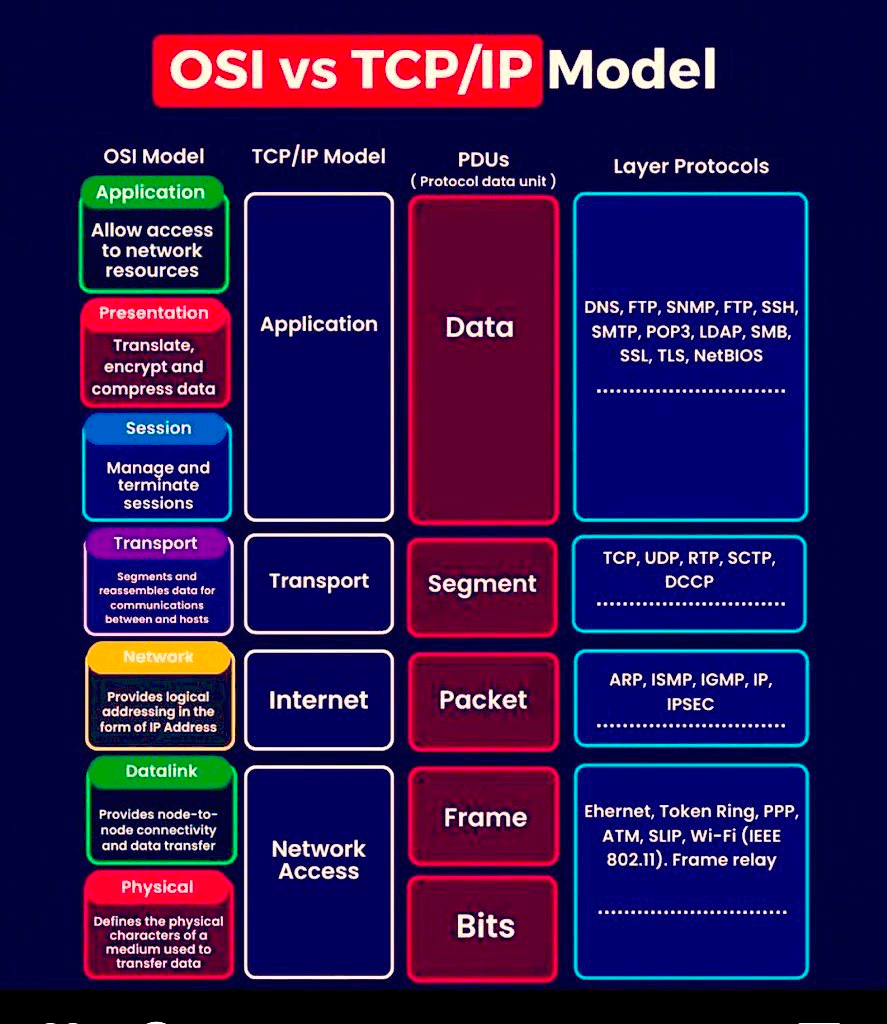 OSI vs TCP/IP Model
OSI Model
TCP/IP Model
PDUs
( Protocol data unit )
Layer Protocols
Application
Allow access
to network
resources
Presentation
Translate,
encrypt and
compress data
Session
Manage and
terminate
sessions
Application
Data
DNS, FTP, SNMP, FTP, SSH,
SMTP, POP3, LDAP, SMB,
SSL, TLS, NetBIOS
Transport
Segments and
reassembles data for
communications
between and hosts
Transport
Segment
TCP, UDP, RTP, SCTP,
DCCP
Network
Provides logical
addressing in the
form of IP Address
Internet
Packet
ARP, ISMP, IGMP, IP,
IPSEC
Datalink
Provides node-to-
node connectivity
and data transfer
Physical
Defines the physical
characters of a
medium used to
transfer data
Network
Access
Frame
Bits
Ehernet, Token Ring, PPP,
ATM, SLIP, Wi-Fi (IEEE
802.11). Frame relay